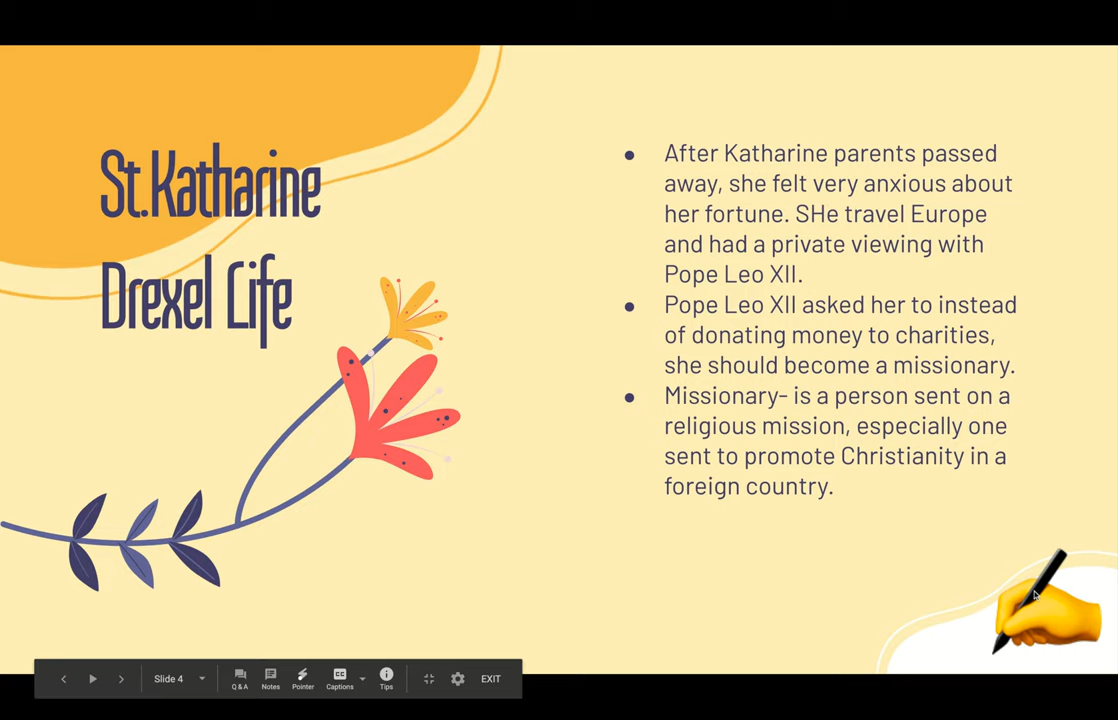 St.Katharine
Drexel Life
● After Katharine parents passed
away, she felt very anxious about
her fortune. SHe travel Europe
and had a private viewing with
Pope Leo XII.
● Pope Leo XII asked her to instead
of donating money to charities,
she should become a missionary.
● Missionary- is a person sent on a
religious mission, especially one
sent to promote Christianity in a
foreign country.
Slide 4
Q & A
Notes
Pointer
CC
Captions
Tips
EXIT